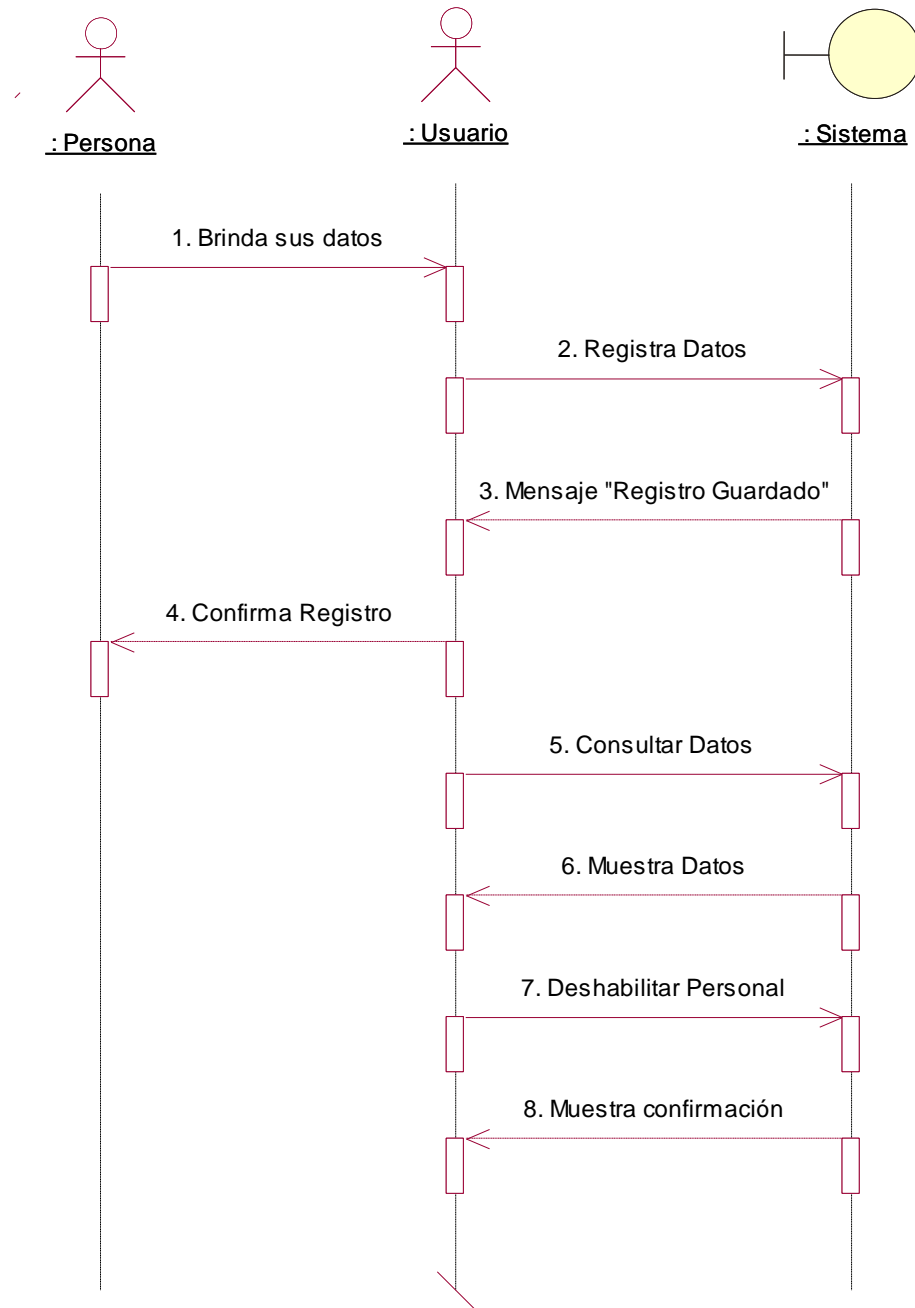 : Persona
: Usuario
: Sistema
1. Brinda sus datos
2. Registra Datos
3. Mensaje "Registro Guardado"
4. Confirma Registro
5. Consultar Datos
6. Muestra Datos
7. Deshabilitar Personal
8. Muestra confirmación